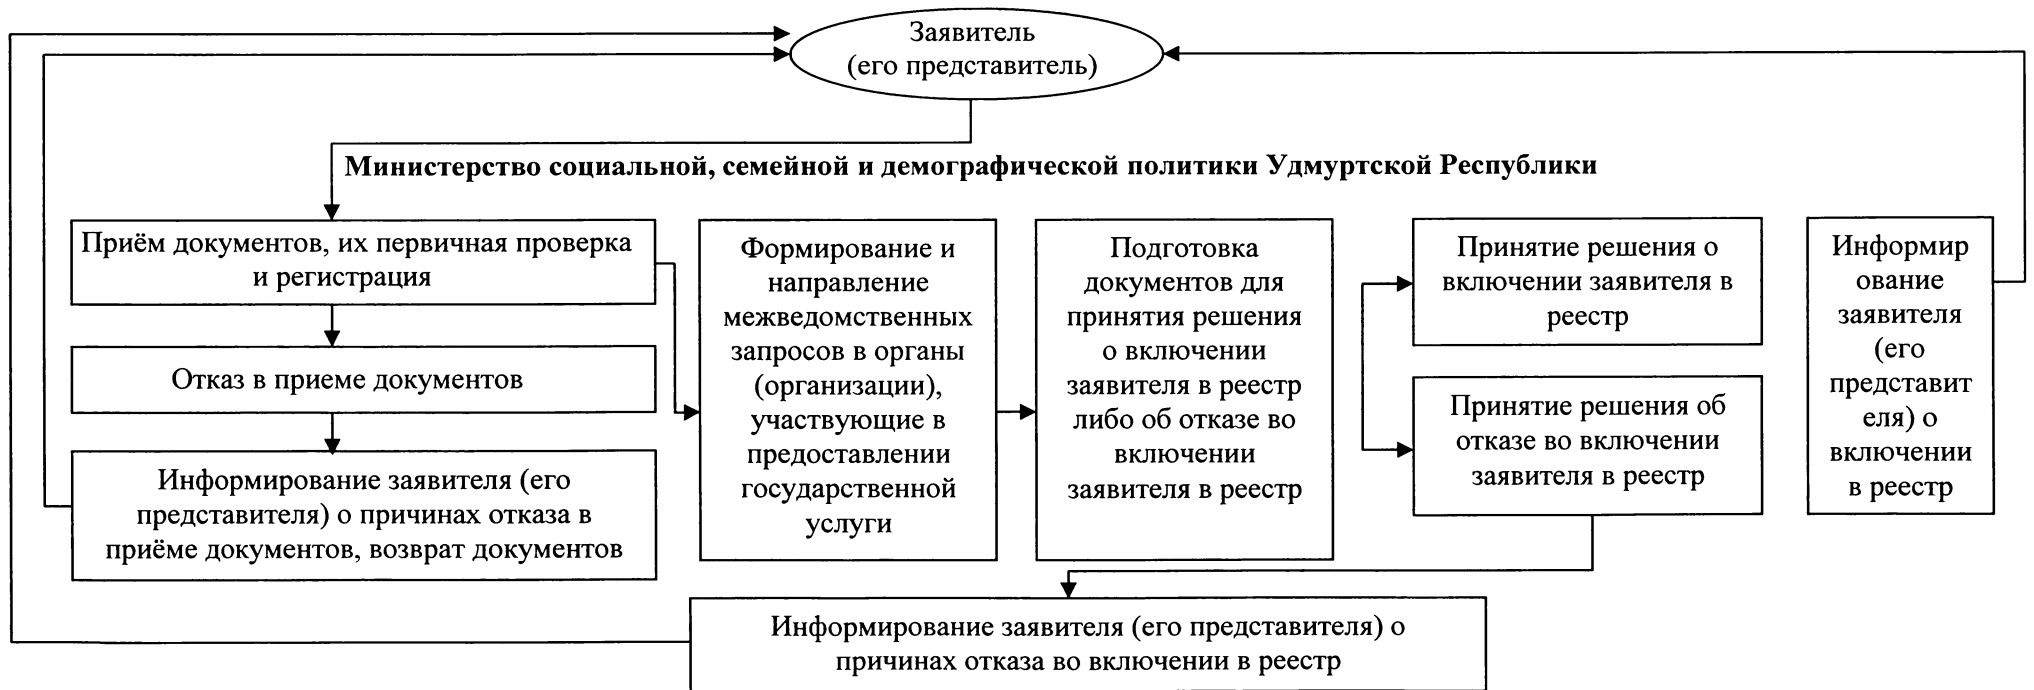 Заявитель
(его представитель)
Министерство социальной, семейной и демографической политики Удмуртской Республики
Приём документов, их первичная проверка
и регистрация
Отказ в приеме документов
Информирование заявителя (его
представителя) о причинах отказа в
приёме документов, возврат документов
Формирование и
направление
межведомственных
запросов в органы
(организации),
участвующие в
предоставлении
государственной
услуги
Подготовка
документов для
принятия решения
о включении
заявителя в реестр
либо об отказе во
включении
заявителя в реестр
Принятие решения о
включении заявителя в
реестр
Принятие решения об
отказе во включении
заявителя в реестр
Информир
ование
заявителя
(его
представит
еля) о
включении
в реестр
Информирование заявителя (его представителя) о
причинах отказа во включении в реестр